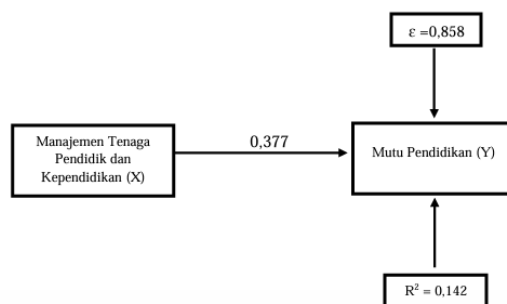 ε =0,858
Manajemen Tenaga
Pendidik dan
Kependidikan (X)
0,377
Mutu Pendidikan (Y)
R² = 0,142